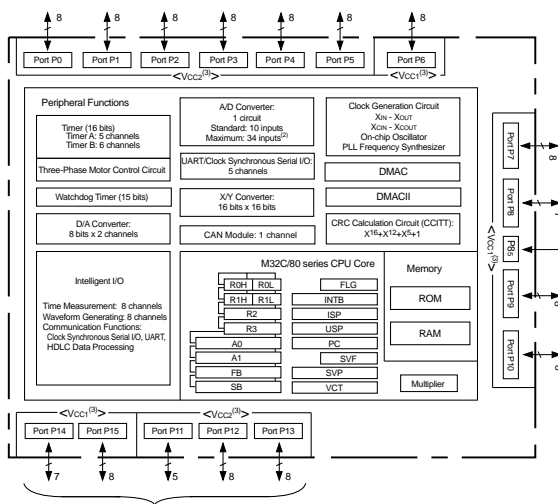 8 8 8 8 8 8 8
Port P0 Port P1 Port P2 Port P3 Port P4 Port P5 Port P6
<VCC2>(3) <VCC1>(3)
Peripheral Functions
Timer (16 bits)
Timer A: 5 channels
Timer B: 6 channels
Three-Phase Motor Control Circuit
Watchdog Timer (15 bits)
D/A Converter:
8 bits x 2 channels
Intelligent I/O
Time Measurement: 8 channels
Waveform Generating: 8 channels
Communication Functions:
Clock Synchronous Serial I/O, UART,
HDLC Data Processing
A/D Converter:
1 circuit
Standard: 10 inputs
Maximum: 34 inputs(2)
UART/Clock Synchronous Serial I/O:
5 channels
X/Y Converter:
16 bits x 16 bits
CAN Module: 1 channel
Clock Generation Circuit
XIN - XOUT
XCIN - XCOUT
On-chip Oscillator
PLL Frequency Synthesizer
DMAC
DMACII
CRC Calculation Circuit (CCITT):
X16+X12+X5+1
M32C/80 series CPU Core
R0H R0L
R1H R1L
R2
R3
A0
A1
FB
SB
FLG
INTB
ISP
USP
PC
SVF
SVP
VCT
Memory
ROM
RAM
Multiplier
<VCC1>(3)
Port P7
8
Port P8
7
P85
Port P9
8
Port P10
8
<VCC1>(3) <VCC2>(3)
Port P14 Port P15 Port P11 Port P12 Port P13
7 8 5 8 8